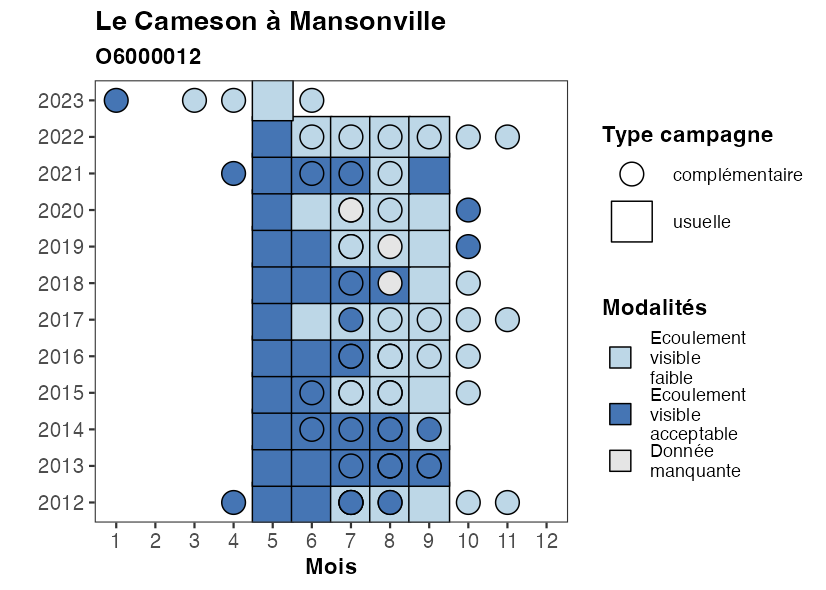 Le Cameson à Mansonville
O6000012
2023
2022
2021
2020
2019
2018
2017
2016
2015
2014
2013
2012
1 2 3 4 5 6 7 8 9 10 11 12
Mois
Type campagne
complémentaire
usuelle
Modalités
Ecoulement
visible
faible
Ecoulement
visible
acceptable
Donnée
manquante